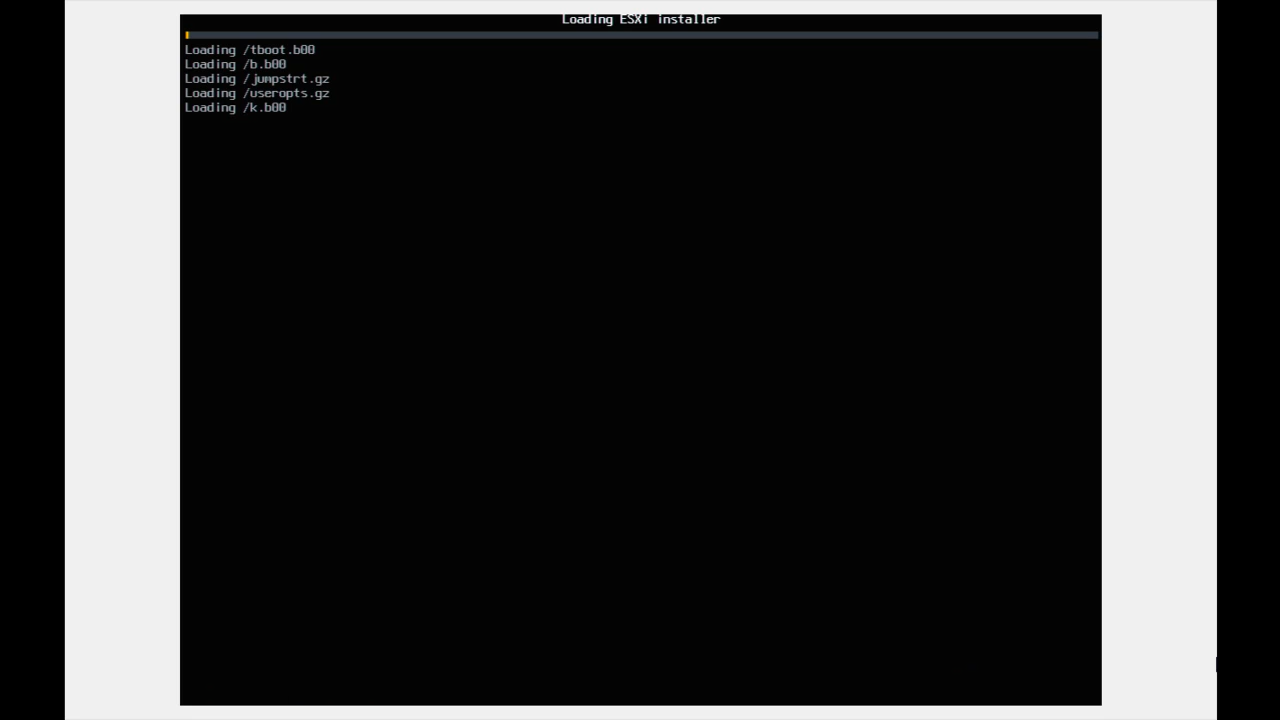 Loading ESXi installer
Loading /tboot.b00
Loading /b.b00
Loading /jumpstrt.gz
Loading /useropts.gz
Loading /k.b00